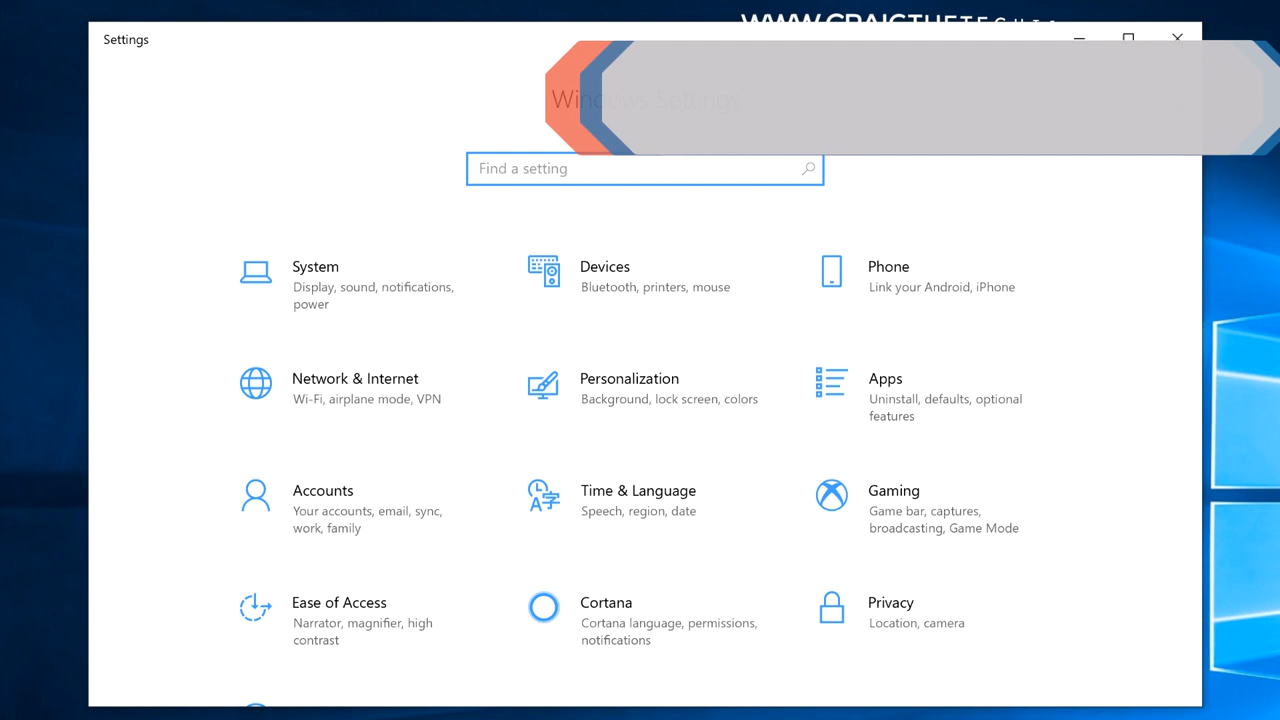 Settings
Windows Settings
Find a setting
System
Display, sound, notifications,
power
Devices
Bluetooth, printers, mouse
Phone
Link your Android, iPhone
Network & Internet
Wi-Fi, airplane mode, VPN
Personalization
Background, lock screen, colors
Apps
Uninstall, defaults, optional
features
Accounts
Your accounts, email, sync,
work, family
Time & Language
Speech, region, date
Gaming
Game bar, captures,
broadcasting, Game Mode
Ease of Access
Narrator, magnifier, high
contrast
Cortana
Cortana language, permissions,
notifications
Privacy
Location, camera